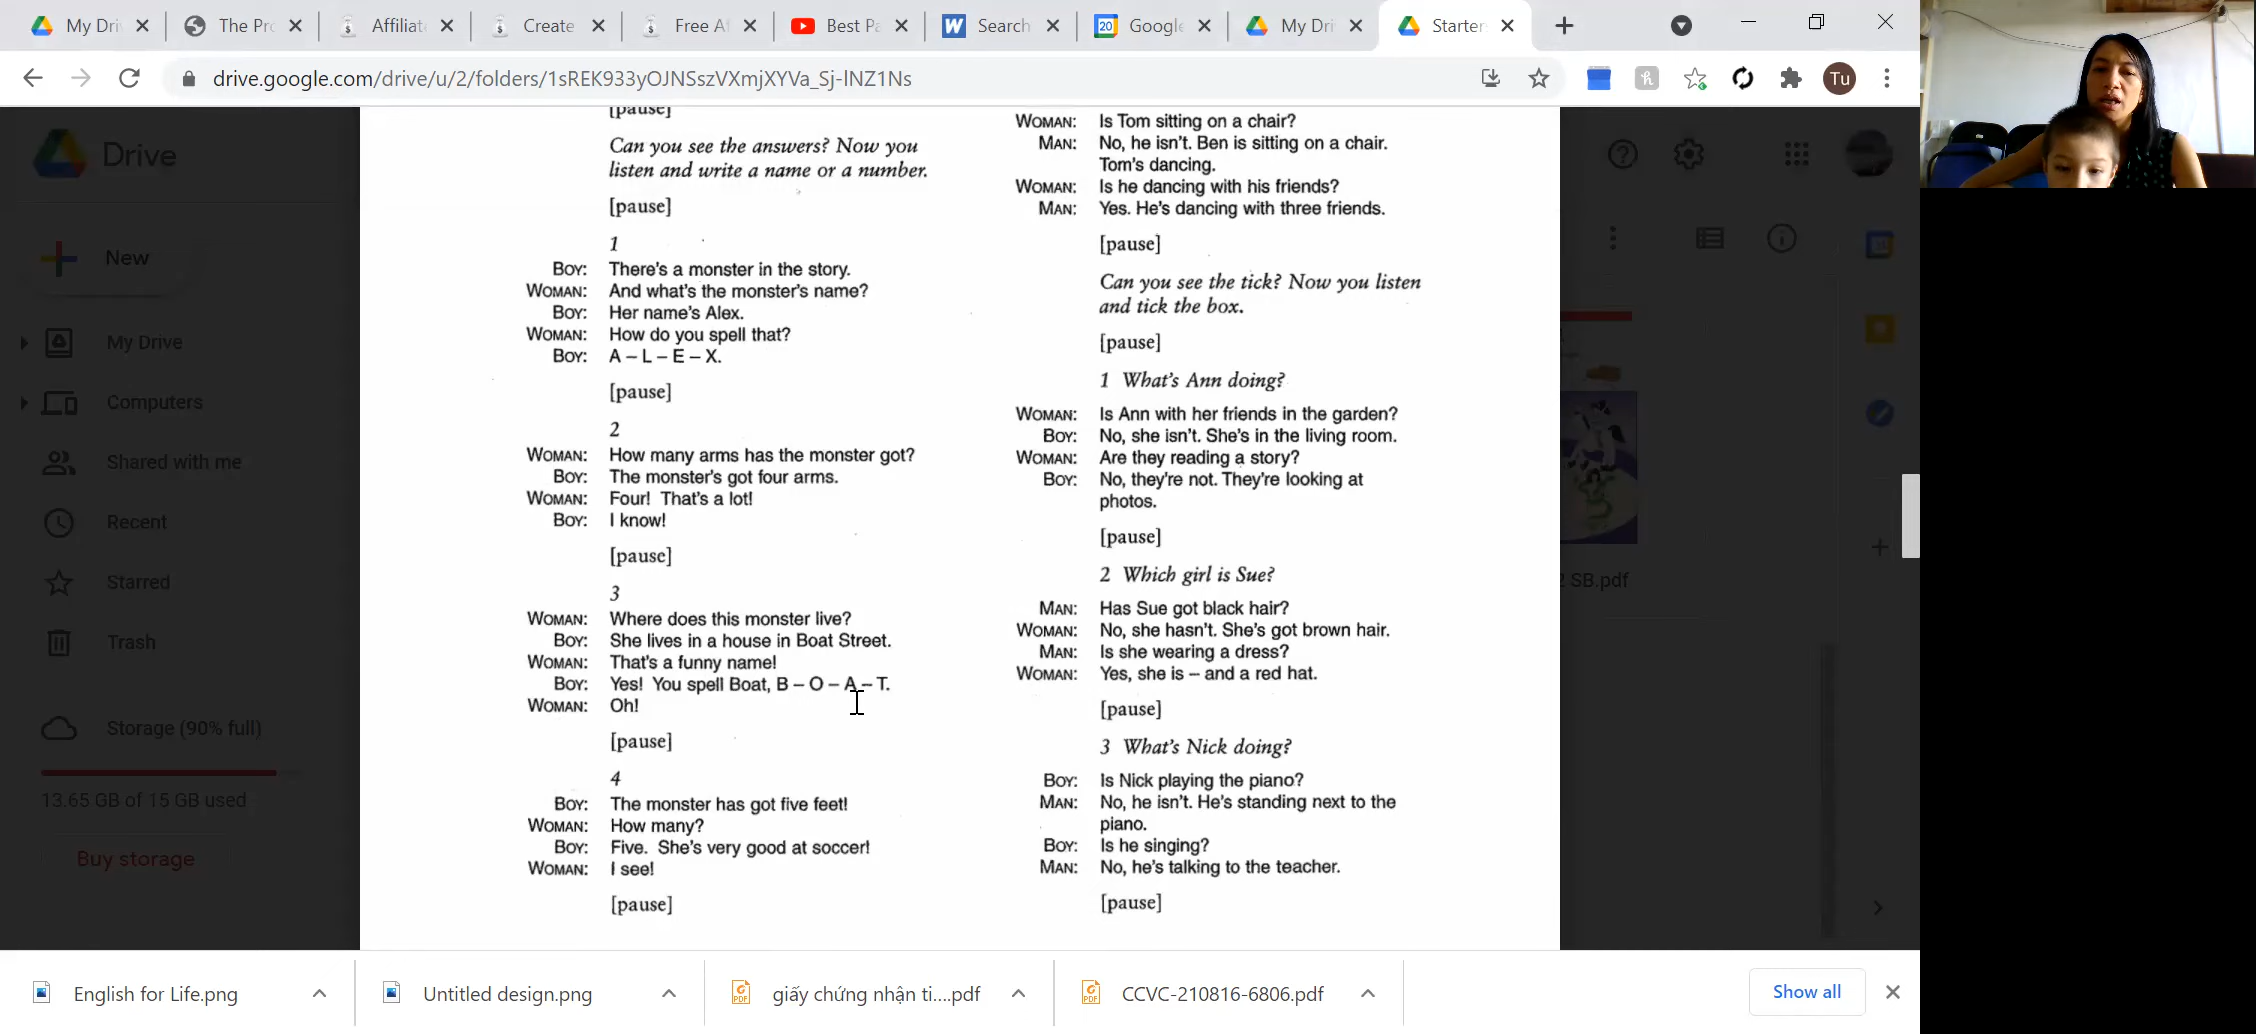 My Dri
The Pro
Affiliate
Create
Free Af
Best Pa
Search
Google
My Dri
Starter
drive.google.com/drive/u/2/folders/1sREK933yOJNSszVXmjXYVa_Sj-lNZ1Ns
Tu
Drive
New
My Drive
Computers
Shared with me
Recent
Starred
Trash
Storage (90% full)
13.65 GB of 15 GB used
Buy storage
[pause]
Can you see the answers? Now you
listen and write a name or a number.
[pause]
1
BOY: There's a monster in the story.
WOMAN: And what's the monster's name?
BOY: Her name's Alex.
WOMAN: How do you spell that?
BOY: A – L – E – X.
[pause]
2
WOMAN: How many arms has the monster got?
BOY: The monster's got four arms.
WOMAN: Four! That's a lot!
BOY: I know!
[pause]
3
WOMAN: Where does this monster live?
BOY: She lives in a house in Boat Street.
WOMAN: That's a funny name!
BOY: Yes! You spell Boat, B – O – A – T.
WOMAN: Oh!
[pause]
4
BOY: The monster has got five feet!
WOMAN: How many?
BOY: Five. She's very good at soccer!
WOMAN: I see!
[pause]
WOMAN: Is Tom sitting on a chair?
MAN: No, he isn't. Ben is sitting on a chair.
Tom's dancing.
WOMAN: Is he dancing with his friends?
MAN: Yes. He's dancing with three friends.
[pause]
Can you see the tick? Now you listen
and tick the box.
[pause]
1 What's Ann doing?
WOMAN: Is Ann with her friends in the garden?
BOY: No, she isn't. She's in the living room.
WOMAN: Are they reading a story?
BOY: No, they're not. They're looking at
photos.
[pause]
2 Which girl is Sue?
MAN: Has Sue got black hair?
WOMAN: No, she hasn't. She's got brown hair.
MAN: Is she wearing a dress?
WOMAN: Yes, she is – and a red hat.
[pause]
3 What's Nick doing?
BOY: Is Nick playing the piano?
MAN: No, he isn't. He's standing next to the
piano.
BOY: Is he singing?
MAN: No, he's talking to the teacher.
[pause]
2 SB.pdf
English for Life.png
Untitled design.png
giấy chứng nhận ti....pdf
CCVC-210816-6806.pdf
Show all